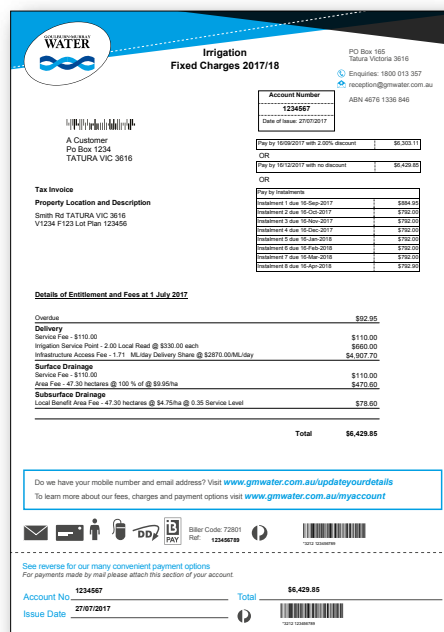 GOULBURN-MURRAY
WATER
Irrigation
Fixed Charges 2017/18
PO Box 165
Tatura Victoria 3616
Enquiries: 1800 013 357
reception@gmwater.com.au
ABN 4676 1336 846
Account Number
1234567
Date of Issue: 27/07/2017
A Customer
Po Box 1234
TATURA VIC 3616
Pay by 16/09/2017 with 2.00% discount $6,303.11
OR
Pay by 16/12/2017 with no discount $6,429.85
OR
Tax Invoice
Property Location and Description
Smith Rd TATURA VIC 3616
V1234 F123 Lot Plan 123456
Pay by Instalments
Instalment 1 due 16-Sep-2017 $884.95
Instalment 2 due 16-Oct-2017 $792.00
Instalment 3 due 16-Nov-2017 $792.00
Instalment 4 due 16-Dec-2017 $792.00
Instalment 5 due 16-Jan-2018 $792.00
Instalment 6 due 16-Feb-2018 $792.00
Instalment 7 due 16-Mar-2018 $792.00
Instalment 8 due 16-Apr-2018 $792.90
Details of Entitlement and Fees at 1 July 2017
Overdue $92.95
Delivery
Service Fee - $110.00 $110.00
Irrigation Service Point - 2.00 Local Read @ $330.00 each $660.00
Infrastructure Access Fee - 1.71 ML/day Delivery Share @ $2870.00/ML/day $4,907.70
Surface Drainage
Service Fee - $110.00 $110.00
Area Fee - 47.30 hectares @ 100 % of @ $9.95/ha $470.60
Subsurface Drainage
Local Benefit Area Fee - 47.30 hectares @ $4.75/ha @ 0.35 Service Level $78.60
Total $6,429.85
Do we have your mobile number and email address? Visit www.gmwater.com.au/updateyourdetails
To learn more about our fees, charges and payment options visit www.gmwater.com.au/myaccount
DD
B
PAY
Biller Code: 72801
Ref: 123456789
*3212 123456789
See reverse for our many convenient payment options
For payments made by mail please attach this section of your account.
Account No 1234567
Total $6,429.85
Issue Date 27/07/2017
*3212 123456789